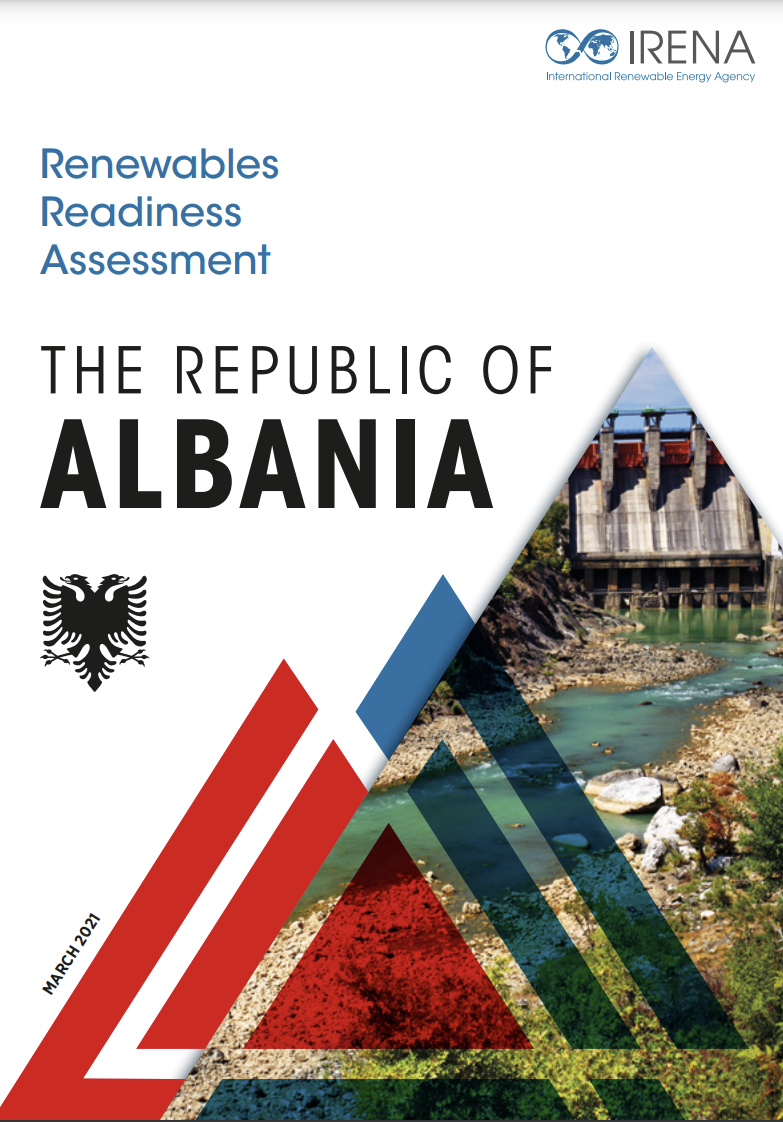 IRENA
International Renewable Energy Agency
Renewables
Readiness
Assessment
THE REPUBLIC OF
ALBANIA
MARCH 2021